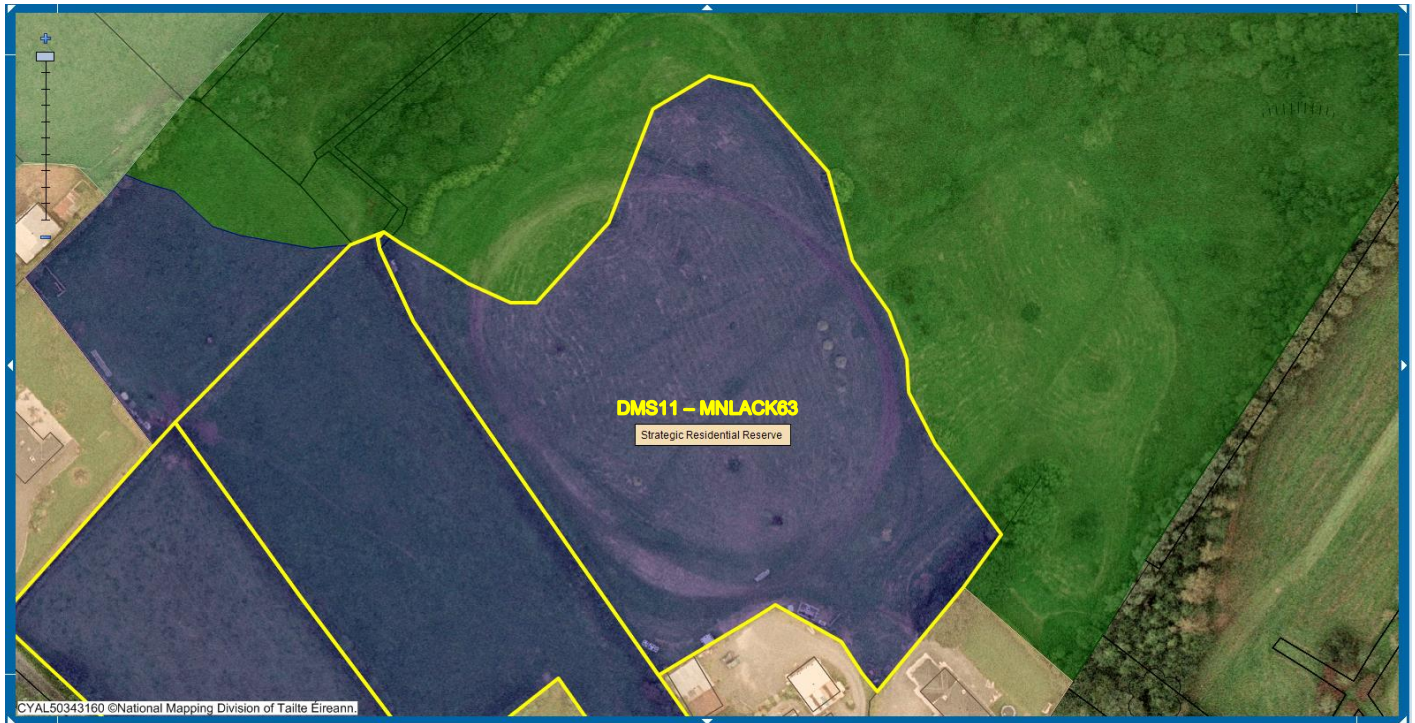 DMS11 – MNLACK63
Strategic Residential Reserve
CYAL50343160 ©National Mapping Division of Tailte Éireann.